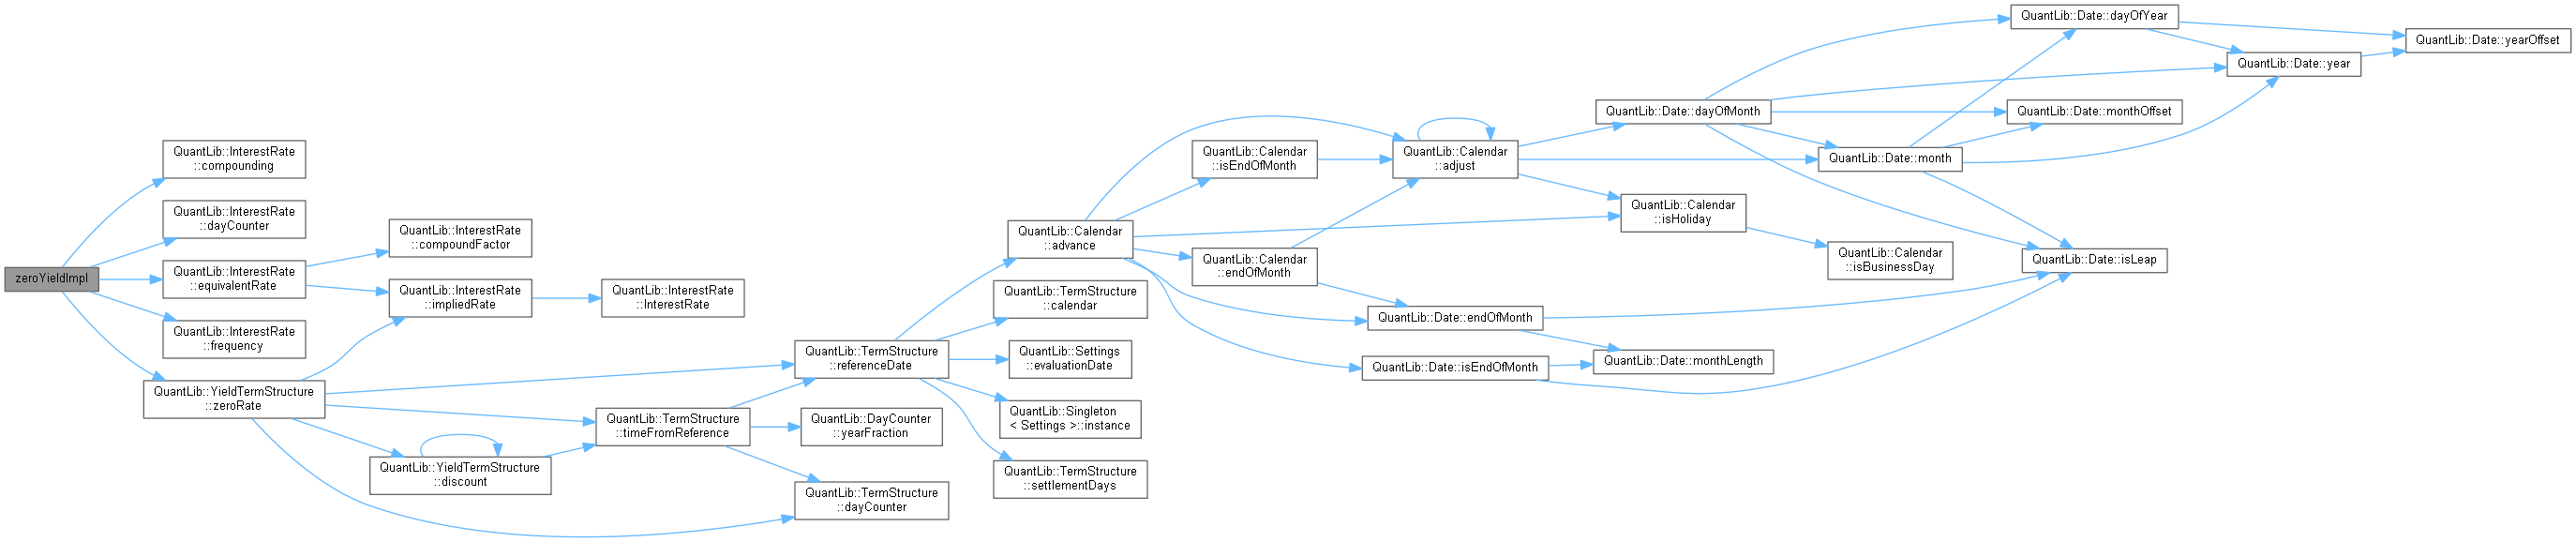 zeroYieldImpl
QuantLib::InterestRate
::compounding
QuantLib::InterestRate
::dayCounter
QuantLib::InterestRate
::equivalentRate
QuantLib::InterestRate
::frequency
QuantLib::YieldTermStructure
::zeroRate
QuantLib::InterestRate
::compoundFactor
QuantLib::InterestRate
::impliedRate
QuantLib::YieldTermStructure
::discount
QuantLib::InterestRate
::InterestRate
QuantLib::TermStructure
::timeFromReference
QuantLib::TermStructure
::referenceDate
QuantLib::DayCounter
::yearFraction
QuantLib::TermStructure
::dayCounter
QuantLib::Calendar
::advance
QuantLib::TermStructure
::calendar
QuantLib::Settings
::evaluationDate
QuantLib::Singleton
< Settings >::instance
QuantLib::TermStructure
::settlementDays
QuantLib::Calendar
::isEndOfMonth
QuantLib::Calendar
::endOfMonth
QuantLib::Calendar
::adjust
QuantLib::Date::endOfMonth
QuantLib::Date::isEndOfMonth
QuantLib::Date::dayOfMonth
QuantLib::Calendar
::isHoliday
QuantLib::Date::monthLength
QuantLib::Date::month
QuantLib::Calendar
::isBusinessDay
QuantLib::Date::dayOfYear
QuantLib::Date::monthOffset
QuantLib::Date::isLeap
QuantLib::Date::year
QuantLib::Date::yearOffset